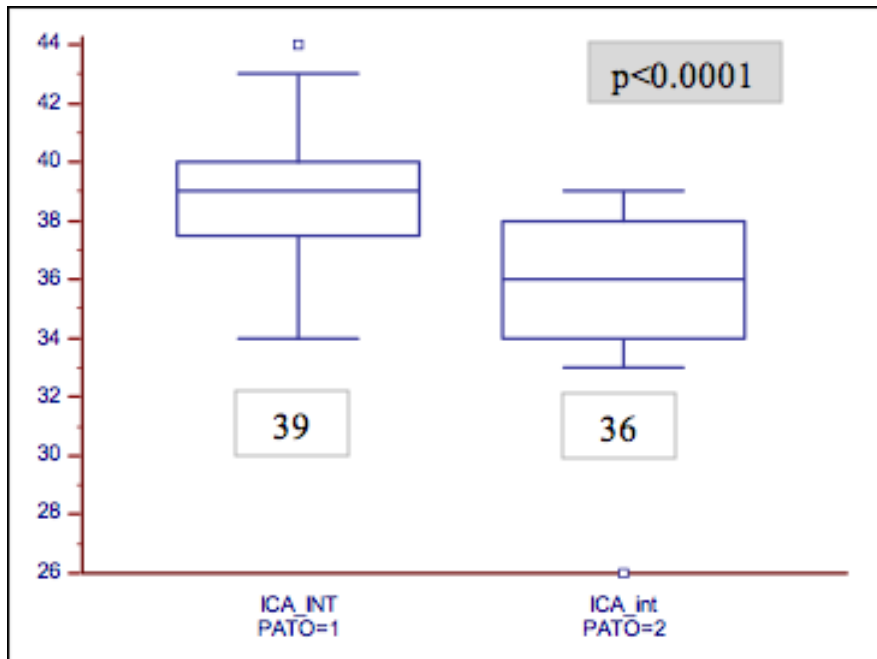 44
42
40
38
36
34
32
30
28
26
p<0.0001
39
36
ICA_INT
PATO=1
ICA_int
PATO=2